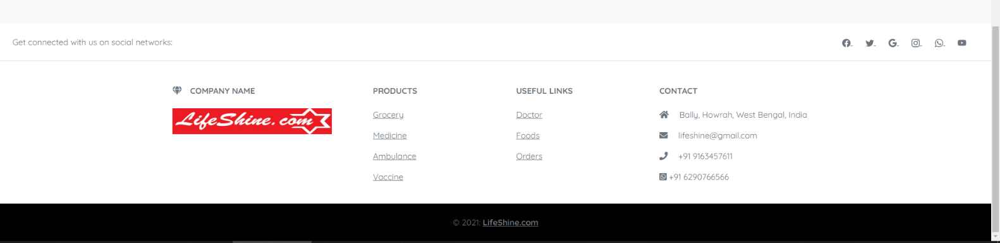 Get connected with us on social networks:
COMPANY NAME
LifeShine.com
PRODUCTS
Grocery
Medicine
Ambulance
Vaccine
USEFUL LINKS
Doctor
Foods
Orders
CONTACT
Bally, Howrah, West Bengal, India
lifeshine@gmail.com
+91 9163457611
+91 6290766566
© 2021: LifeShine.com